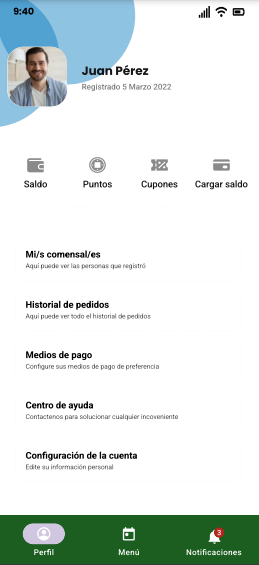 9:40
Juan Pérez
Registrado 5 Marzo 2022
Saldo
Puntos
Cupones
Cargar saldo
Mi/s comensal/es
Aquí puede ver las personas que registró
Historial de pedidos
Aquí puede ver todo el historial de pedidos
Medios de pago
Configure sus medios de pago de preferencia
Centro de ayuda
Contactenos para solucionar cualquier incoveniente
Configuración de la cuenta
Edite su información personal
3
Perfil
Menú
Notificaciones